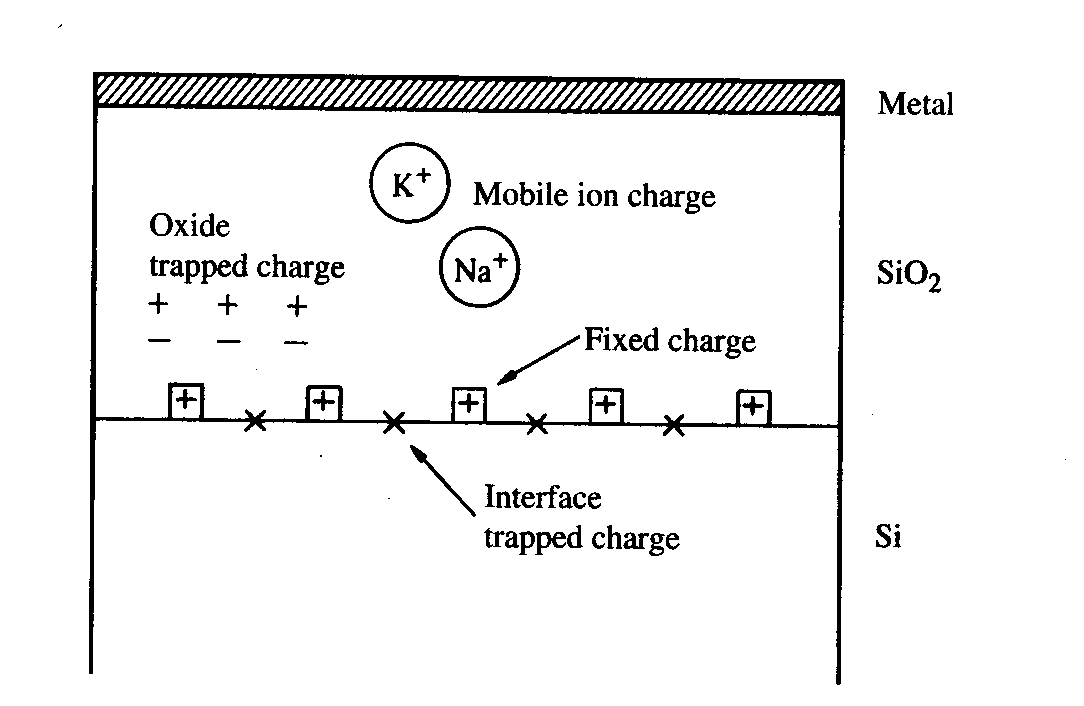 Metal
K+
Mobile ion charge
Oxide
trapped charge
Na+
SiO2
+ + +
− − −
Fixed charge
+ + + + +
Interface
trapped charge
Si